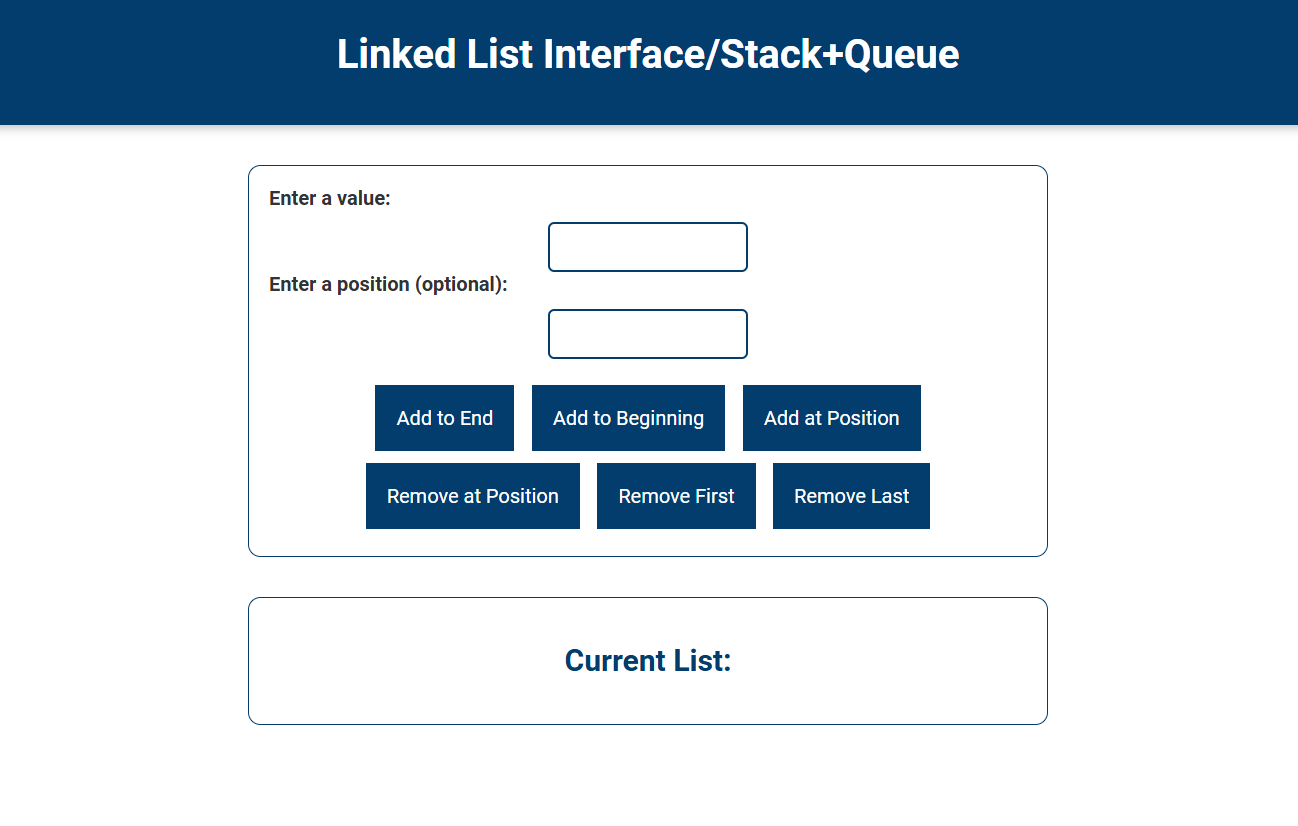 Linked List Interface/Stack+Queue
Enter a value:
Enter a position (optional):
Add to End Add to Beginning Add at Position
Remove at Position Remove First Remove Last
Current List: